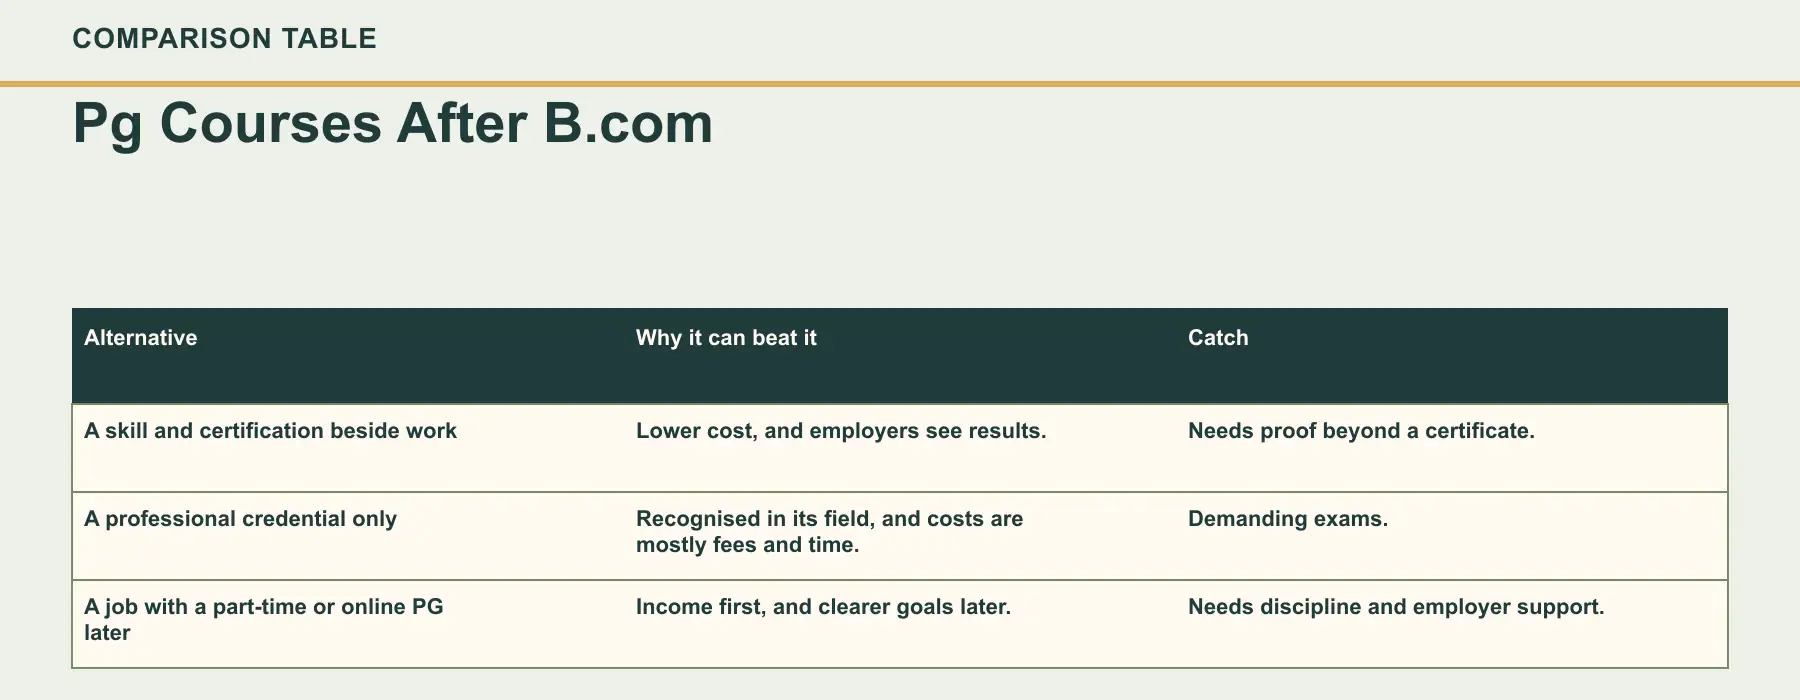 COMPARISON TABLE
Pg Courses After B.com
Alternative
Why it can beat it
Catch
A skill and certification beside work
Lower cost, and employers see results.
Needs proof beyond a certificate.
A professional credential only
Recognised in its field, and costs are
mostly fees and time.
Demanding exams.
A job with a part-time or online PG
later
Income first, and clearer goals later.
Needs discipline and employer support.